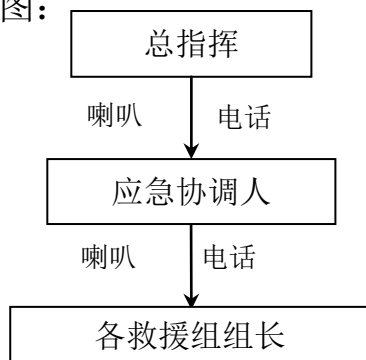 图：
总指挥
喇叭 电话
应急协调人
喇叭 电话
各救援组组长